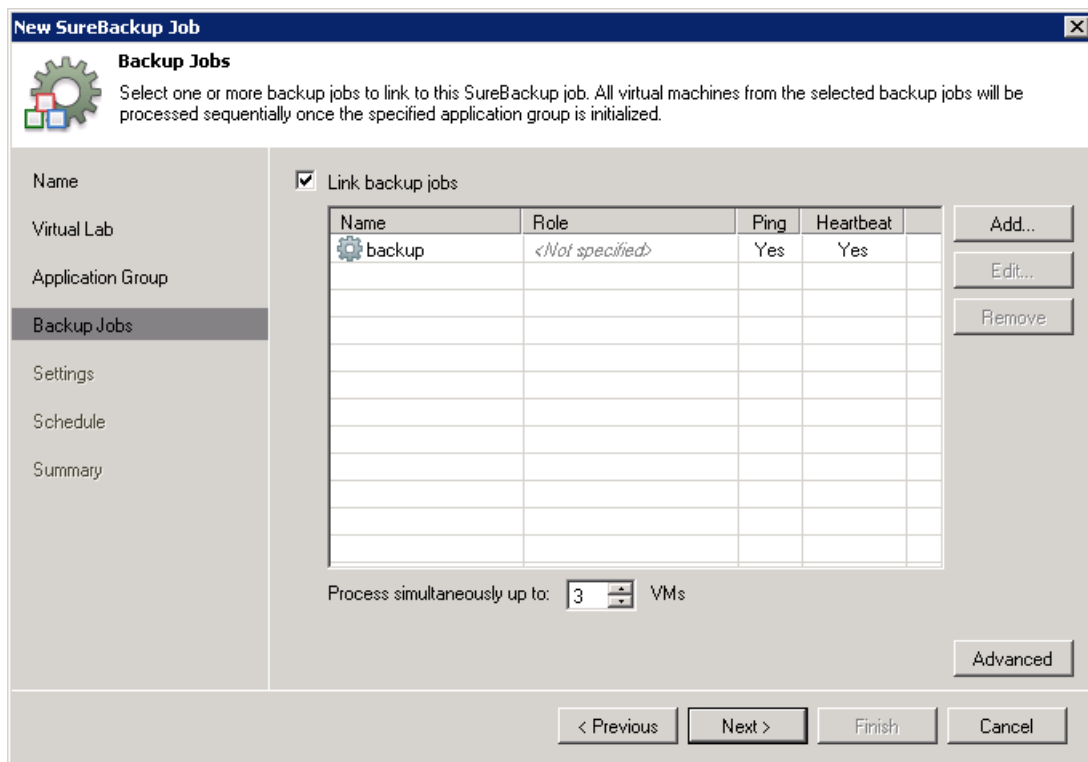 New SureBackup Job
Backup Jobs
Select one or more backup jobs to link to this SureBackup job. All virtual machines from the selected backup jobs will be
processed sequentially once the specified application group is initialized.
Name
Virtual Lab
Application Group
Backup Jobs
Settings
Schedule
Summary
Link backup jobs
Name Role Ping Heartbeat
backup <Not specified> Yes Yes
Add...
Edit...
Remove
Process simultaneously up to: 3 VMs
Advanced
< Previous Next > Finish Cancel